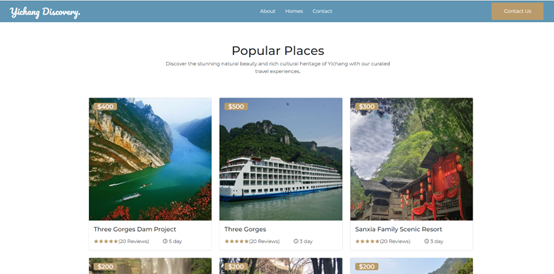 Yichang Discovery.
About Homes Contact
Contact Us
Popular Places
Discover the stunning natural beauty and rich cultural heritage of Yichang with our curated
travel experiences.
$400
$500
$300
Three Gorges Dam Project
(20 Reviews) 5 day
Three Gorges
(20 Reviews) 3 day
Sanxia Family Scenic Resort
(20 Reviews) 3 day
$200
$200
$200